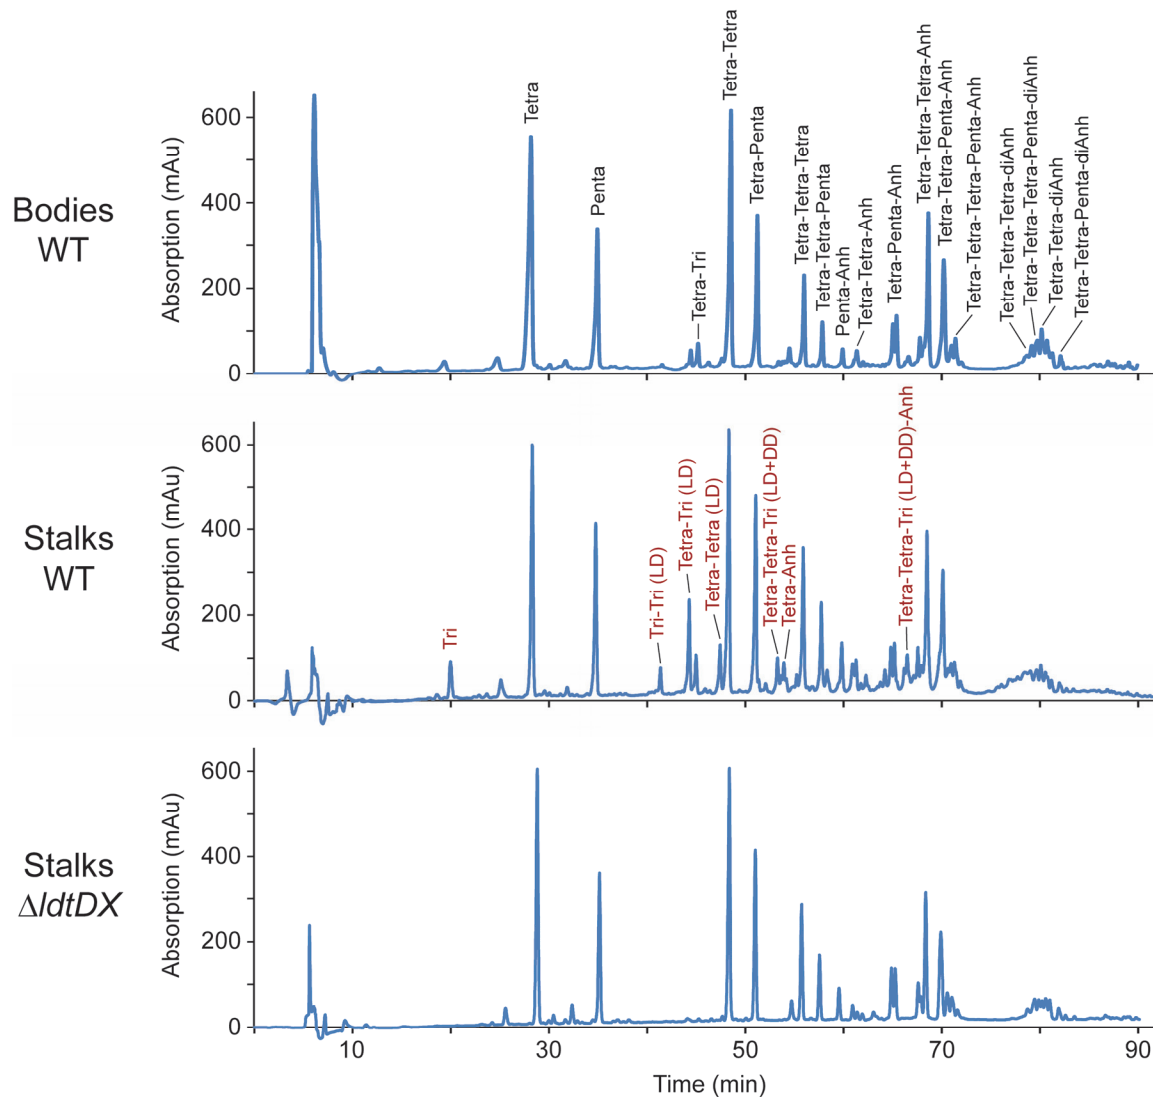 Bodies
WT
Absorption (mAu)
600
400
200
0
Tetra
Penta
Tetra-Tri
Tetra-Tetra
Tetra-Penta
Tetra-Tetra-Tetra
Tetra-Tetra-Penta
Penta-Anh
Tetra-Tetra-Anh
Tetra-Penta-Anh
Tetra-Tetra-Tetra-Anh
Tetra-Tetra-Penta-Anh
Tetra-Tetra-Tetra-Penta-Anh
Tetra-Tetra-Tetra-diAnh
Tetra-Tetra-Tetra-Penta-diAnh
Tetra-Tetra-diAnh
Tetra-Tetra-Penta-diAnh
Stalks
WT
Absorption (mAu)
600
400
200
0
Tri
Tri-Tri (LD)
Tetra-Tri (LD)
Tetra-Tetra (LD)
Tetra-Tetra-Tri (LD+DD)
Tetra-Anh
Tetra-Tetra-Tri (LD+DD)-Anh
Stalks
ΔldtDX
Absorption (mAu)
600
400
200
0
10 30 50 70 90
Time (min)